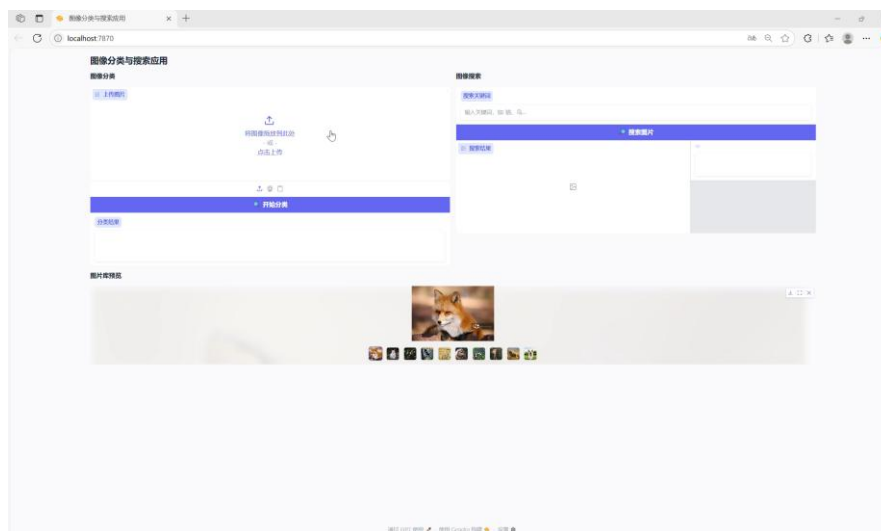 图像分类与搜索应用
localhost:7870
图像分类与搜索应用
图像分类
上传图片
将图像拖放到此处
- 或 -
点击上传
开始分类
分类结果
图像搜索
搜索关键词
输入关键词，如 猫、鸟...
搜索图片
搜索结果
图片库预览